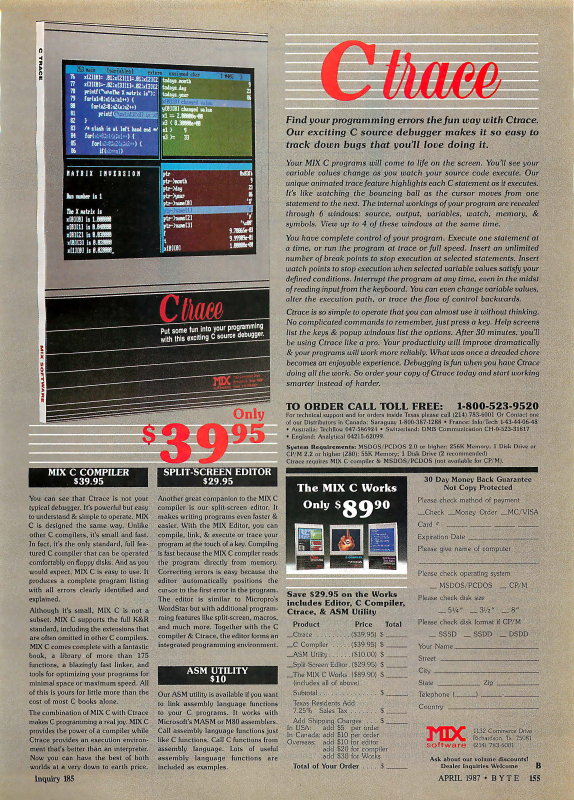 C TRACE
MIX SOFTWARE
MATRIX INVERSION
Run number is 1
The X matrix is
x[0][0] is 1.000000
Ctrace
Put some fun into your programming
with this exciting C source debugger.
MIX
Only
$39.95
MIX C COMPILER
$39.95
You can see that Ctrace is not your
typical debugger. It's powerful but easy
to understand & simple to operate. MIX
C is designed the same way. Unlike
other C compilers, it's small and fast.
In fact, it's the only standard, full fea-
tured C compiler that can be operated
comfortably on floppy disks. And as you
would expect, MIX C is easy to use. It
produces a complete program listing
with all errors clearly identified and
explained.
Although it's small, MIX C is not a
subset. MIX C supports the full K&R
standard, including the extensions that
are often omitted in other C compilers.
MIX C comes complete with a fantastic
book, a library of more than 175
functions, a blazingly fast linker, and
tools for optimizing your programs for
minimal space or maximum speed. All
of this is yours for little more than the
cost of most C books alone.
The combination of MIX C with Ctrace
makes C programming a real joy. MIX C
provides the power of a compiler while
Ctrace provides an execution environ-
ment that's better than an interpreter.
Now you can have the best of both
worlds at a very down to earth price.
SPLIT-SCREEN EDITOR
$29.95
Another great companion to the MIX C
compiler is our split-screen editor. It
makes writing programs even faster &
easier. With the MIX Editor, you can
compile, link, & execute or trace your
program at the touch of a key. Compiling
is fast because the MIX C compiler reads
the program directly from memory.
Correcting errors is easy because the
editor automatically positions the
cursor to the first error in the program.
The editor is similar to Micropro's
WordStar but with additional program-
ming features like split-screen, macros,
and much more. Together with the C
compiler & Ctrace, the editor forms an
integrated programming environment.
ASM UTILITY
$10
Our ASM utility is available if you want
to link assembly language functions
to your C programs. It works with
Microsoft's MASM or M80 assemblers.
Call assembly language functions just
like C functions. Call C functions from
assembly language. Lots of useful
assembly language functions are
included as examples.
Ctrace
Find your programming errors the fun way with Ctrace.
Our exciting C source debugger makes it so easy to
track down bugs that you'll love doing it.
Your MIX C programs will come to life on the screen. You'll see your
variable values change as you watch your source code execute. Our
unique animated trace feature highlights each C statement as it executes.
It's like watching the bouncing ball as the cursor moves from one
statement to the next. The internal workings of your program are revealed
through 6 windows: source, output, variables, watch, memory, &
symbols. View up to 4 of these windows at the same time.
You have complete control of your program. Execute one statement at
a time, or run the program at trace or full speed. Insert an unlimited
number of break points to stop execution at selected statements. Insert
watch points to stop execution when selected variable values satisfy your
defined conditions. Interrupt the program at any time, even in the midst
of reading input from the keyboard. You can even change variable values,
alter the execution path, or trace the flow of control backwards.
Ctrace is so simple to operate that you can almost use it without thinking.
No complicated commands to remember, just press a key. Help screens
list the keys & popup windows list the options. After 30 minutes, you'll
be using Ctrace like a pro. Your productivity will improve dramatically
& your programs will work more reliably. What was once a dreaded chore
becomes an enjoyable experience. Debugging is fun when you have Ctrace
doing all the work. So order your copy of Ctrace today and start working
smarter instead of harder.
TO ORDER CALL TOLL FREE: 1-800-523-9520
For technical support and for orders inside Texas please call (214) 783-6001 Or Contact one
of our Distributors in Canada: Saraguay 1-800-387-1288 • France: Info/Tech 1-43-44-06-48
• Australia: Techflow 047-586924 • Switzerland: DMB Communication CH-1-825-31817
• England: Analytical 04215-62099.
System Requirements: MSDOS/PCDOS 2.0 or higher; 256K Memory; 1 Disk Drive or
CP/M 2.2 or higher (Z80); 55K Memory; 1 Disk Drive (2 recommended)
Ctrace requires MIX C compiler & MSDOS/PCDOS (not available for CP/M).
The MIX C Works
Only $89.90
Save $29.95 on the Works
includes Editor, C Compiler,
Ctrace, & ASM Utility
Product Price Total
__Ctrace ($39.95) $
__C Compiler ($39.95) $
__ASM Utility ($10.00) $
__Split-Screen Editor ($29.95) $
__The MIX C Works ($89.90) $
(Includes all of above)
Subtotal $
Texas Residents Add
7.25% Sales Tax $
Add Shipping Charges $
In USA: add $5 per order
In Canada: add $10 per order
Overseas: add $10 for editor
add $20 for compiler
add $30 for Works
Total of Your Order $
30 Day Money Back Guarantee
Not Copy Protected
Please check method of payment
__Check __Money Order __MC/VISA
Card #
Expiration Date
Please give name of computer
Please check operating system
__MSDOS/PCDOS __CP/M
Please check disk size
__5¼" __3½" __8"
Please check disk format if CP/M
__SSSD __SSDD __DSDD
Your Name
Street
City
State Zip
Telephone ( )
Country
MIX
software
1132 Commerce Drive
Richardson, Tx. 75081
(214) 783-6001
Ask about our volume discounts!
Dealer Inquiries Welcome B
Inquiry 185
APRIL 1987 • BYTE 155